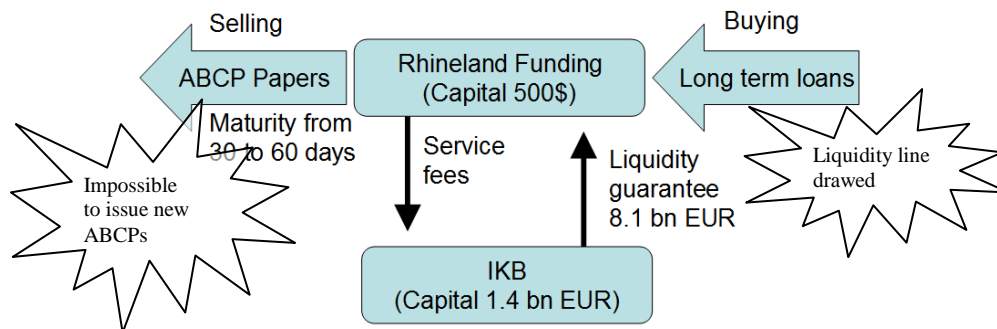 Selling
Buying
ABCP Papers
Rhineland Funding
(Capital 500$)
Long term loans
Maturity from
30 to 60 days
Impossible
to issue new
ABCPs
Service
fees
Liquidity
guarantee
8.1 bn EUR
Liquidity line
drawed
IKB
(Capital 1.4 bn EUR)